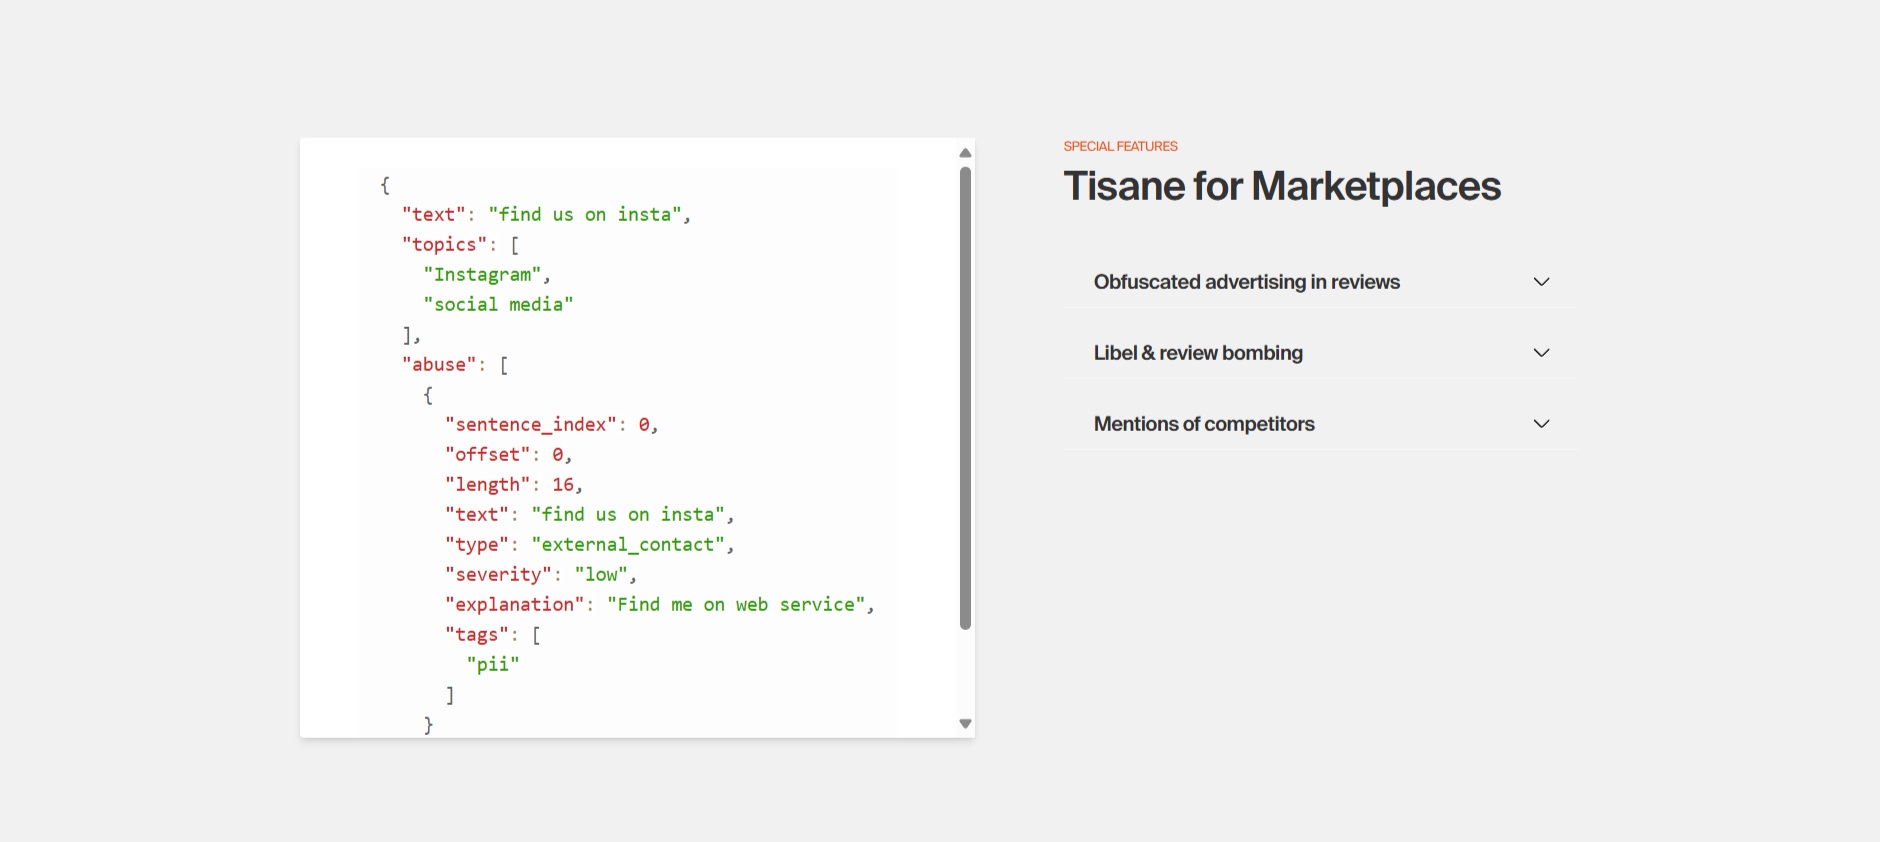 {
"text": "find us on insta",
"topics": [
"Instagram",
"social media"
],
"abuse": [
{
"sentence_index": 0,
"offset": 0,
"length": 16,
"text": "find us on insta",
"type": "external_contact",
"severity": "low",
"explanation": "Find me on web service",
"tags": [
"pii"
]
}
SPECIAL FEATURES
Tisane for Marketplaces
Obfuscated advertising in reviews
Libel & review bombing
Mentions of competitors